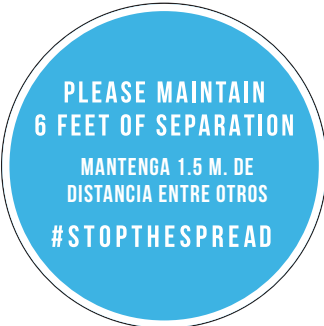 PLEASE MAINTAIN
6 FEET OF SEPARATION
MANTENGA 1.5 M. DE
DISTANCIA ENTRE OTROS
#STOPTHESPREAD